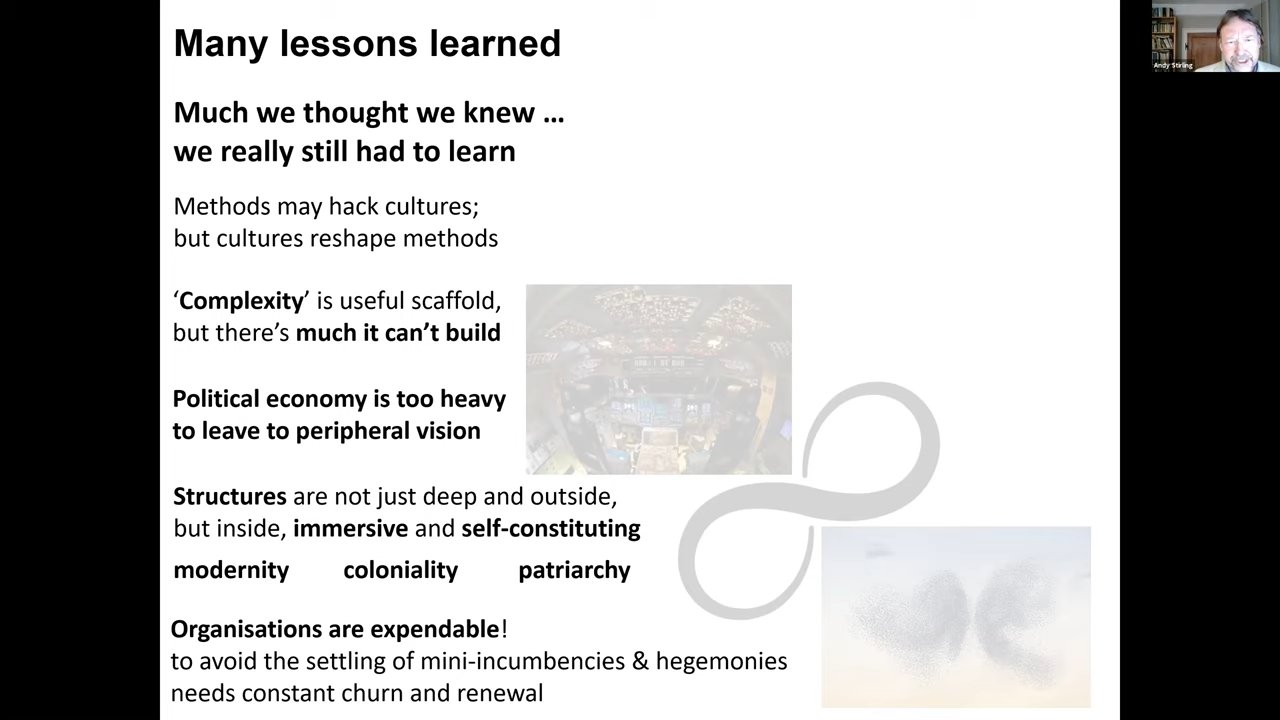 Many lessons learned
Much we thought we knew …
we really still had to learn
Methods may hack cultures;
but cultures reshape methods
‘Complexity’ is useful scaffold,
but there’s much it can’t build
Political economy is too heavy
to leave to peripheral vision
Structures are not just deep and outside,
but inside, immersive and self-constituting
modernity coloniality patriarchy
Organisations are expendable!
to avoid the settling of mini-incumbencies & hegemonies
needs constant churn and renewal
Andy Stirling